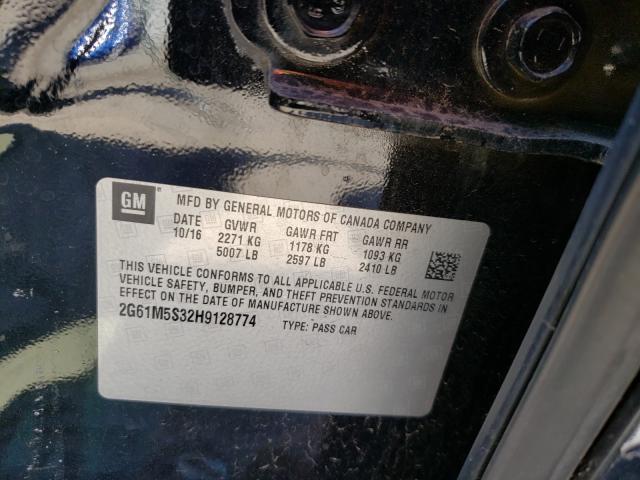 GM
MFD BY GENERAL MOTORS OF CANADA COMPANY
DATE GVWR GAWR FRT GAWR RR
10/16 2271 KG 1178 KG 1093 KG
5007 LB 2597 LB 2410 LB
THIS VEHICLE CONFORMS TO ALL APPLICABLE U.S. FEDERAL MOTOR
VEHICLE SAFETY, BUMPER, AND THEFT PREVENTION STANDARDS IN
EFFECT ON THE DATE OF MANUFACTURE SHOWN ABOVE.
2G61M5S32H9128774 TYPE: PASS CAR